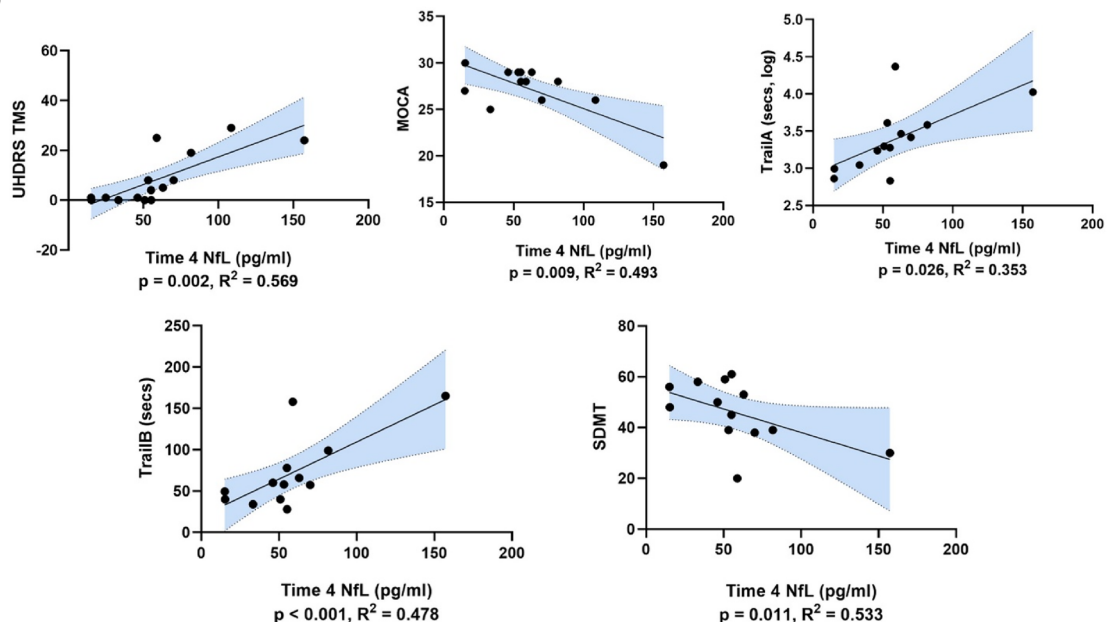 60
40
20
0
-20
UHDRS TMS
50 100 150 200
Time 4 NfL (pg/ml)
p = 0.002, R2 = 0.569
35
30
25
20
15
MOCA
0 50 100 150 200
Time 4 NfL (pg/ml)
p = 0.009, R2 = 0.493
5.0
4.5
4.0
3.5
3.0
2.5
TrailA (secs, log)
0 50 100 150 200
Time 4 NfL (pg/ml)
p = 0.026, R2 = 0.353
250
200
150
100
50
0
TrailB (secs)
0 50 100 150 200
Time 4 NfL (pg/ml)
p < 0.001, R2 = 0.478
80
60
40
20
0
SDMT
0 50 100 150 200
Time 4 NfL (pg/ml)
p = 0.011, R2 = 0.533